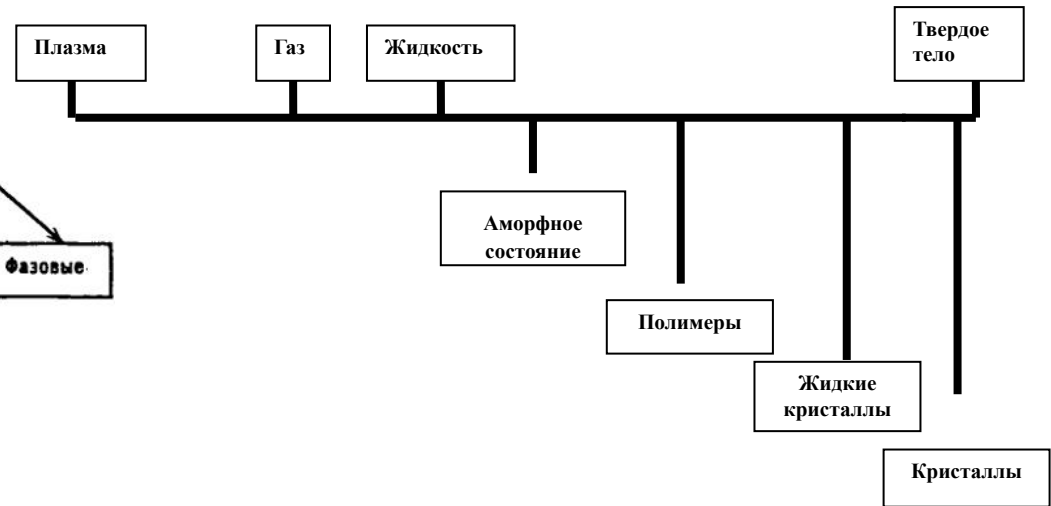 Плазма
Газ
Жидкость
Твердое
тело
Аморфное
состояние
Фазовые
Полимеры
Жидкие
кристаллы
Кристаллы